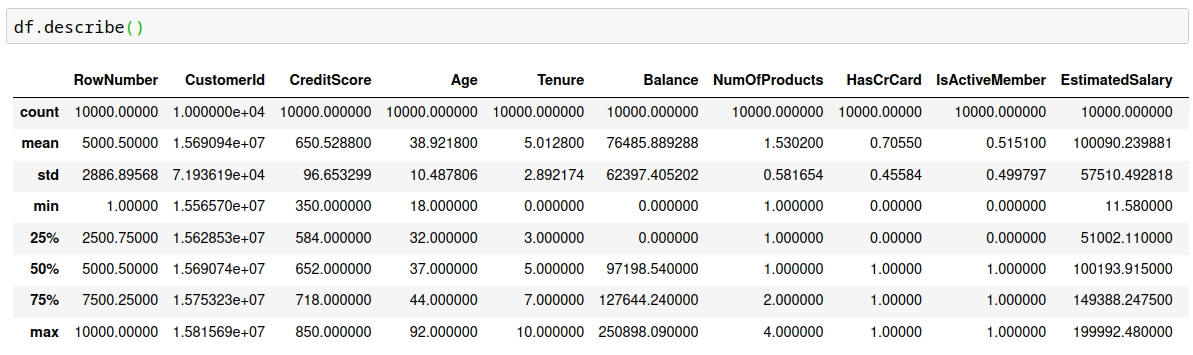 df.describe()
RowNumber CustomerId CreditScore Age Tenure Balance NumOfProducts HasCrCard IsActiveMember EstimatedSalary
count 10000.00000 1.000000e+04 10000.000000 10000.000000 10000.000000 10000.000000 10000.000000 10000.00000 10000.000000 10000.000000
mean 5000.50000 1.569094e+07 650.528800 38.921800 5.012800 76485.889288 1.530200 0.70550 0.515100 100090.239881
std 2886.89568 7.193619e+04 96.653299 10.487806 2.892174 62397.405202 0.581654 0.45584 0.499797 57510.492818
min 1.00000 1.556570e+07 350.000000 18.000000 0.000000 0.000000 1.000000 0.00000 0.000000 11.580000
25% 2500.75000 1.562853e+07 584.000000 32.000000 3.000000 0.000000 1.000000 0.00000 0.000000 51002.110000
50% 5000.50000 1.569074e+07 652.000000 37.000000 5.000000 97198.540000 1.000000 1.00000 1.000000 100193.915000
75% 7500.25000 1.575323e+07 718.000000 44.000000 7.000000 127644.240000 2.000000 1.00000 1.000000 149388.247500
max 10000.00000 1.581569e+07 850.000000 92.000000 10.000000 250898.090000 4.000000 1.00000 1.000000 199992.480000